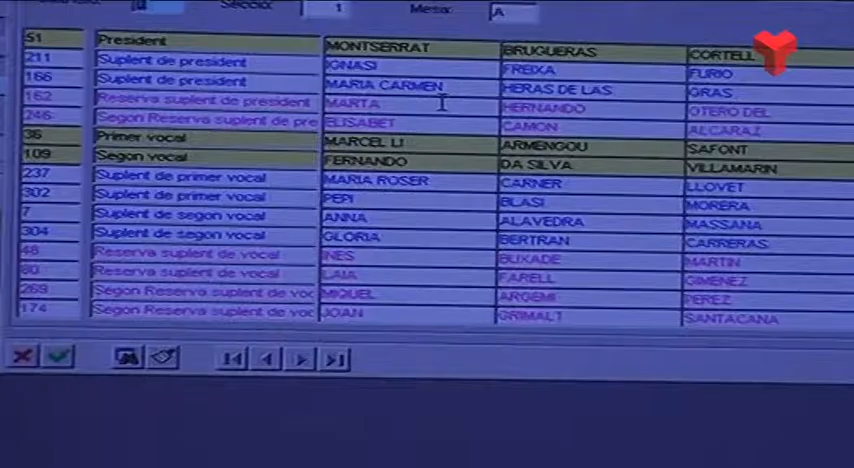 Secció: 1 Mesa: A
51 President MONTSERRAT BRUGUERAS CORTELL
211 Suplent de president IGNASI FREIXA FURIO
166 Suplent de president MARIA CARMEN HERAS DE LAS GRAS
162 Reserva suplent de president MARTA HERNANDO OTERO DEL
246 Segon Reserva suplent de pre ELISABET CAMON ALCARAZ
36 Primer vocal MARCEL LI ARMENGOU SAFONT
109 Segon vocal FERNANDO DA SILVA VILLAMARIN
237 Suplent de primer vocal MARIA ROSER CARNER LLOVET
302 Suplent de primer vocal PEPI BLASI MORERA
7 Suplent de segon vocal ANNA ALAVEDRA MASSANA
304 Suplent de segon vocal GLORIA BERTRAN CARRERAS
48 Reserva suplent de vocal INES BUXADE MARTIN
80 Reserva suplent de vocal LAIA FARELL GIMENEZ
269 Segon Reserva suplent de voc MIQUEL ARGEMI PEREZ
174 Segon Reserva suplent de voc JOAN GRIMALT SANTACANA